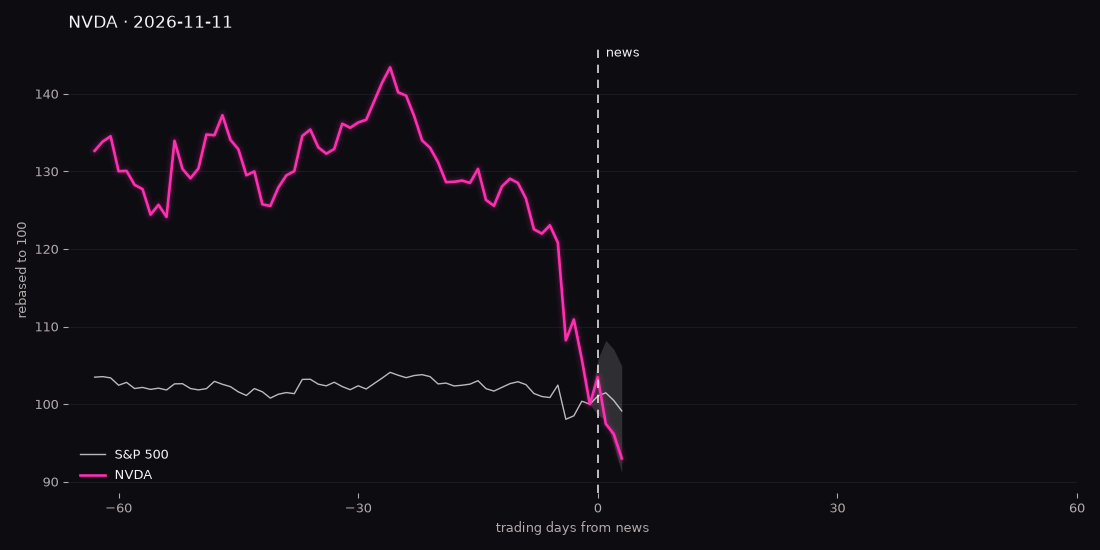 NVDA · 2026-11-11
news
140
130
120
110
100
90
rebased to 100
S&P 500
NVDA
−60
−30
0
30
60
trading days from news